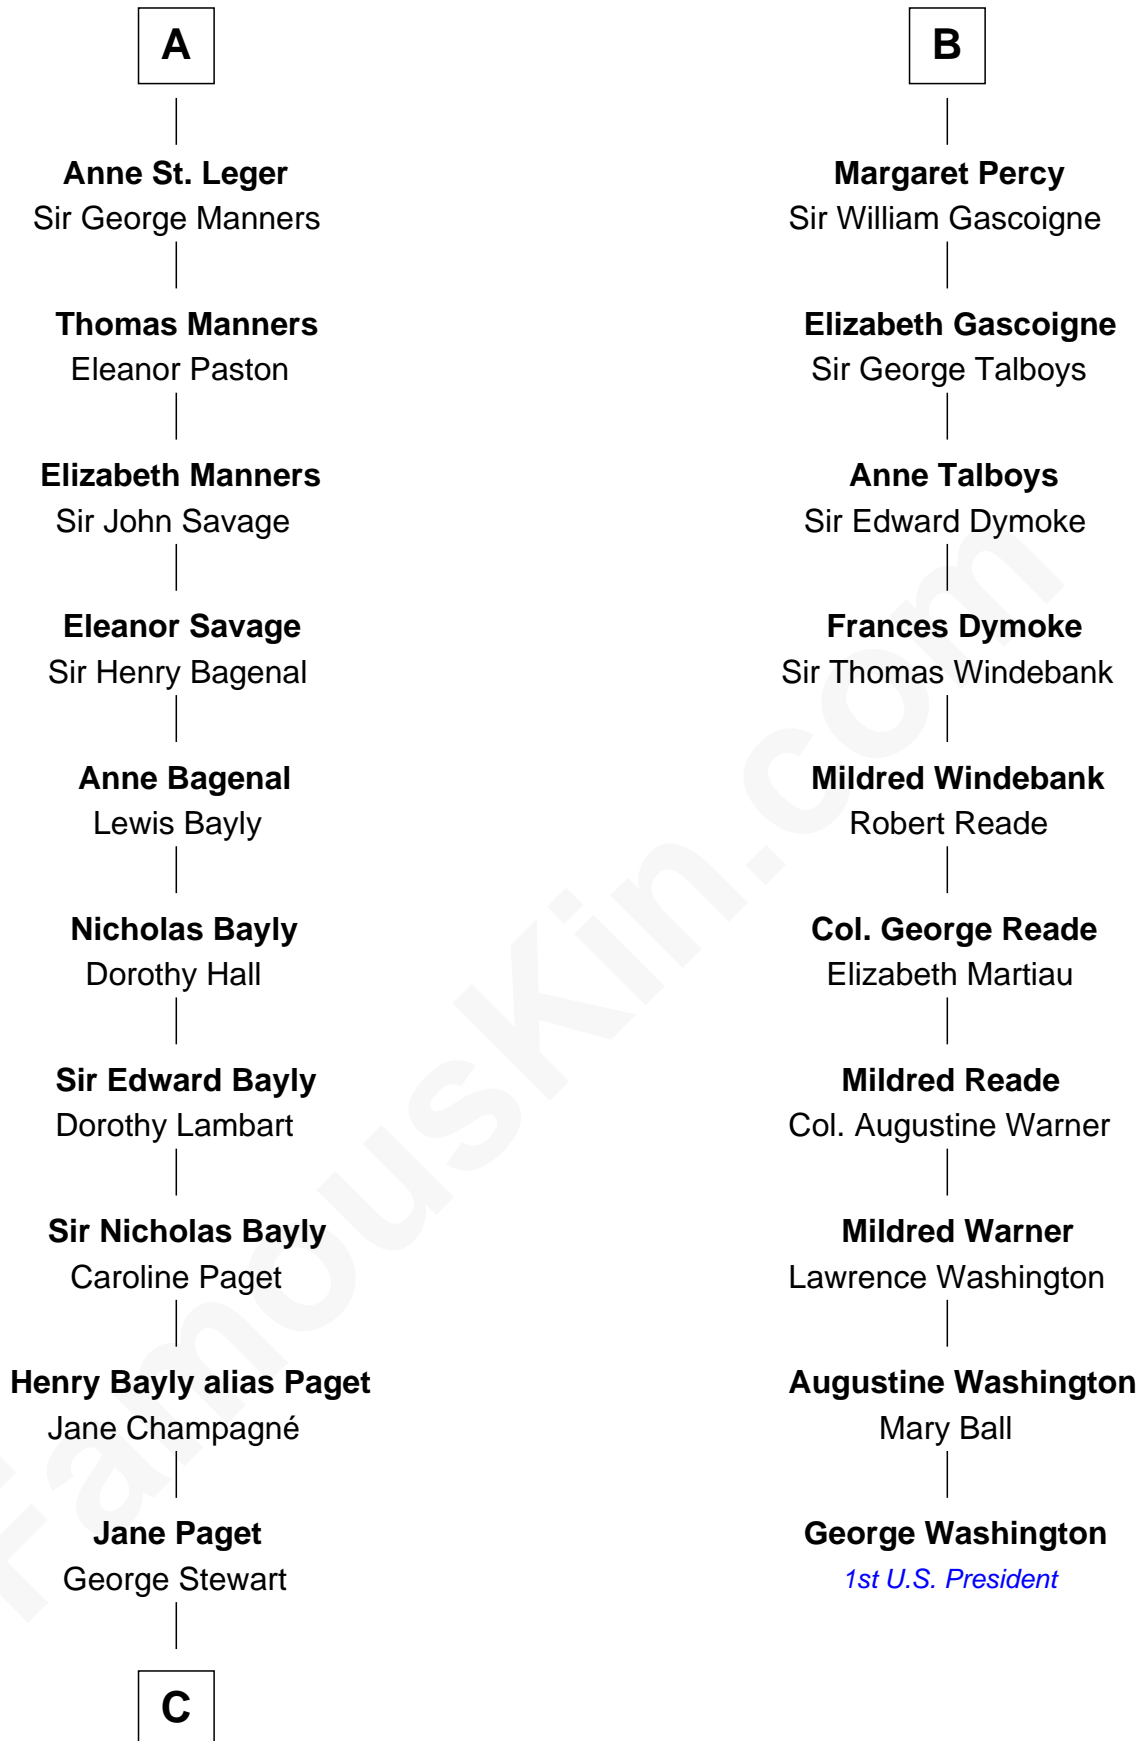 A
Anne St. Leger
Sir George Manners
Thomas Manners
Eleanor Paston
Elizabeth Manners
Sir John Savage
Eleanor Savage
Sir Henry Bagenal
Anne Bagenal
Lewis Bayly
Nicholas Bayly
Dorothy Hall
Sir Edward Bayly
Dorothy Lambart
Sir Nicholas Bayly
Caroline Paget
Henry Bayly alias Paget
Jane Champagné
Jane Paget
George Stewart
C
B
Margaret Percy
Sir William Gascoigne
Elizabeth Gascoigne
Sir George Talboys
Anne Talboys
Sir Edward Dymoke
Frances Dymoke
Sir Thomas Windebank
Mildred Windebank
Robert Reade
Col. George Reade
Elizabeth Martiau
Mildred Reade
Col. Augustine Warner
Mildred Warner
Lawrence Washington
Augustine Washington
Mary Ball
George Washington
1st U.S. President
FamousKin.com